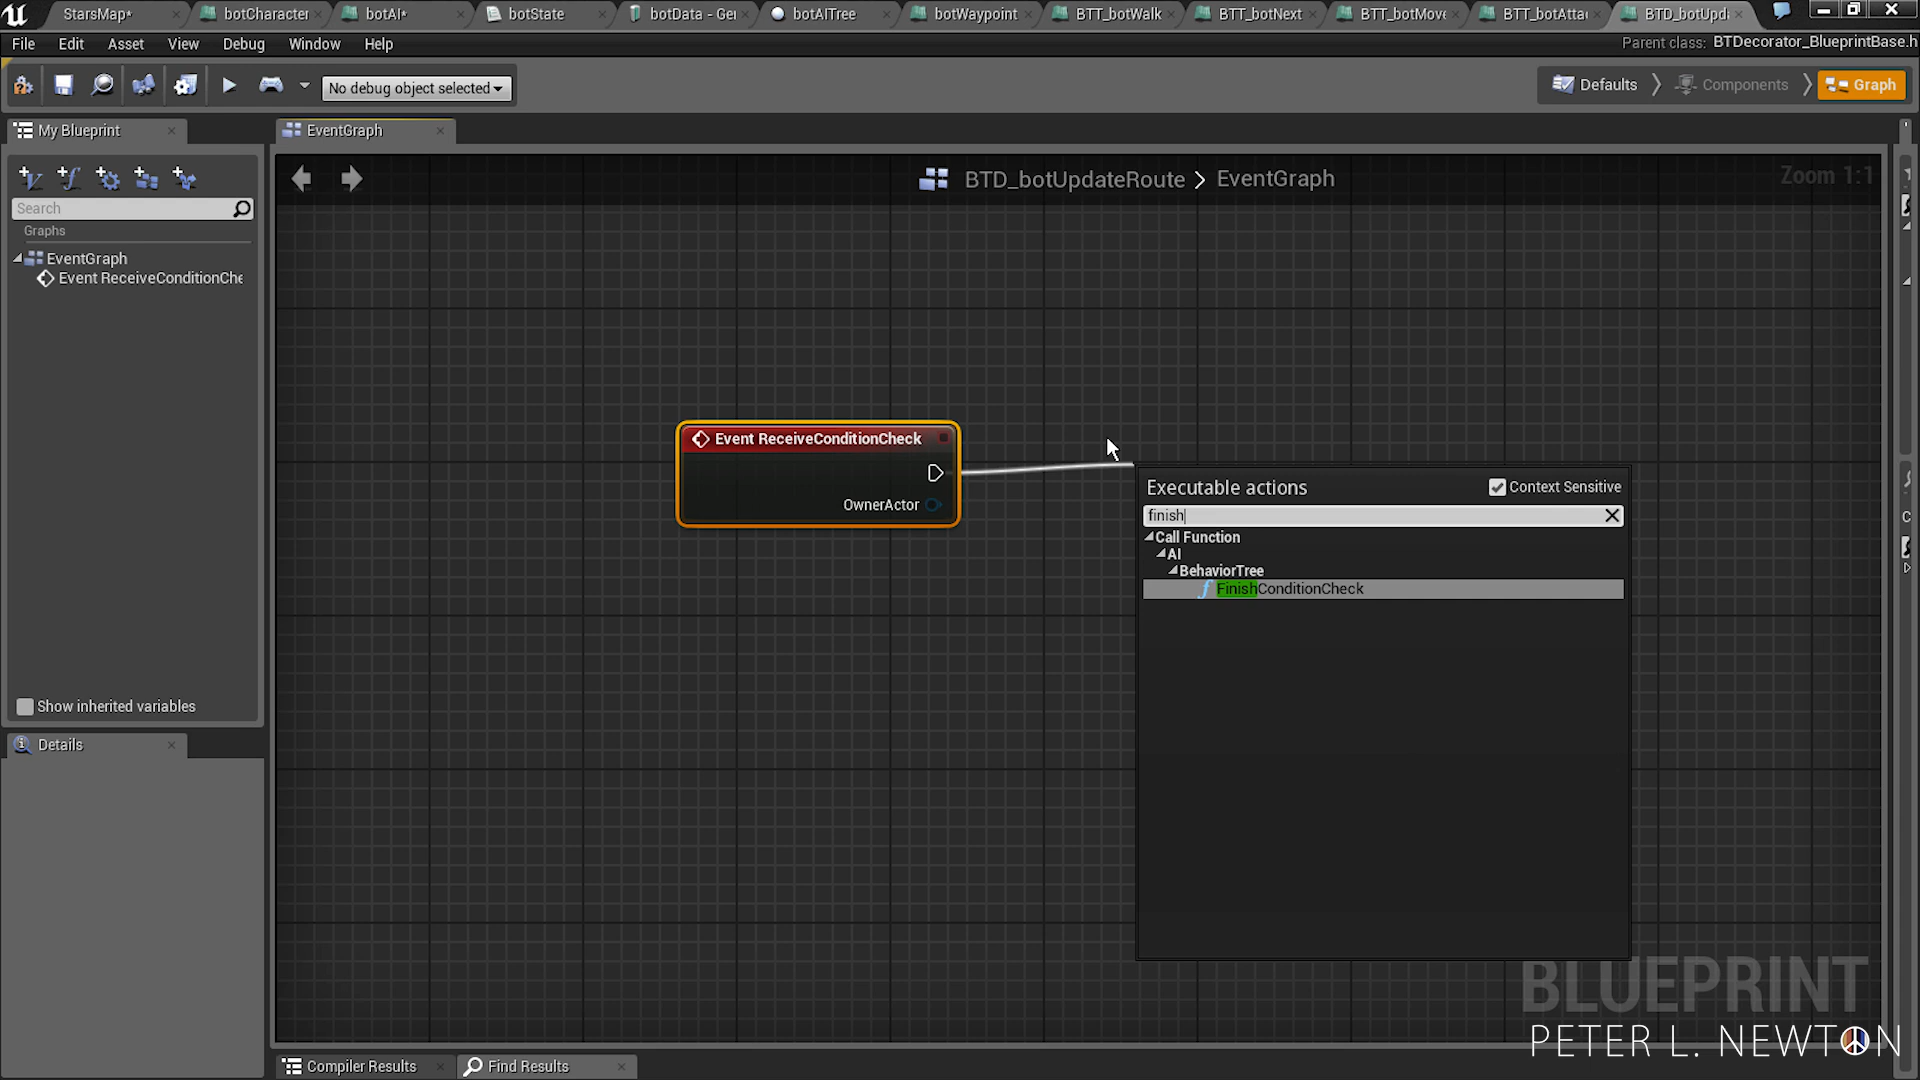 StarsMap*
botCharacter
botAI*
botState
botData - Ger
botAITree
botWaypoint
BTT_botWalk
BTT_botNext
BTT_botMove
BTT_botAttac
BTD_botUpd
File Edit Asset View Debug Window Help
Parent class: BTDecorator_BlueprintBase.h
No debug object selected
Defaults
Components
Graph
My Blueprint
EventGraph
BTD_botUpdateRoute > EventGraph
Zoom 1:1
Search
Graphs
EventGraph
Event ReceiveConditionChe
Event ReceiveConditionCheck
OwnerActor
Executable actions
Context Sensitive
finish
Call Function
AI
BehaviorTree
FinishConditionCheck
Show inherited variables
Details
BLUEPRINT
PETER L. NEWTON
Compiler Results
Find Results